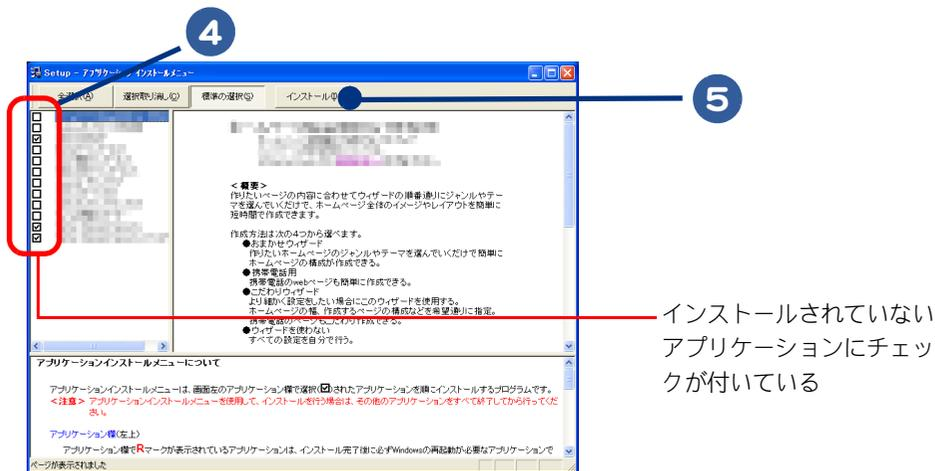 4
Setup - アプリケーションインストールメニュー
全選択(A) 選択取り消し(C) 標準の選択(S) インストール(I)
5
＜概要＞
作りたいページの内容に合わせてウィザードの順番通りにジャンルやテー
マを選んでいくだけで、ホームページ全体のイメージやレイアウトを簡単に
短時間で作成できます。
作成方法は次の4つから選べます。
●おまかせウィザード
作りたいホームページのジャンルやテーマを選んでいくだけで簡単に
ホームページの構成が作成できる。
●携帯電話用
携帯電話のwebページも簡単に作成できる。
●こだわりウィザード
より細かく設定をしたい場合にこのウィザードを使用する。
ホームページの幅、作成するページの構成などを希望通りに指定。
携帯電話のページもこだわり作成できる。
●ウィザードを使わない
すべての設定を自分で行う。
インストールされていない
アプリケーションにチェッ
クが付いている
アプリケーションインストールメニューについて
アプリケーションインストールメニューは、画面左のアプリケーション欄で選択(☑)されたアプリケーションを順にインストールするプログラムです。
＜注意＞ アプリケーションインストールメニューを使用して、インストールを行う場合は、その他のアプリケーションをすべて終了してから行ってくだ
さい。
アプリケーション欄(左上)
アプリケーション欄でRマークが表示されているアプリケーションは、インストール完了後に必ずWindowsの再起動が必要なアプリケーションで
ページが表示されました